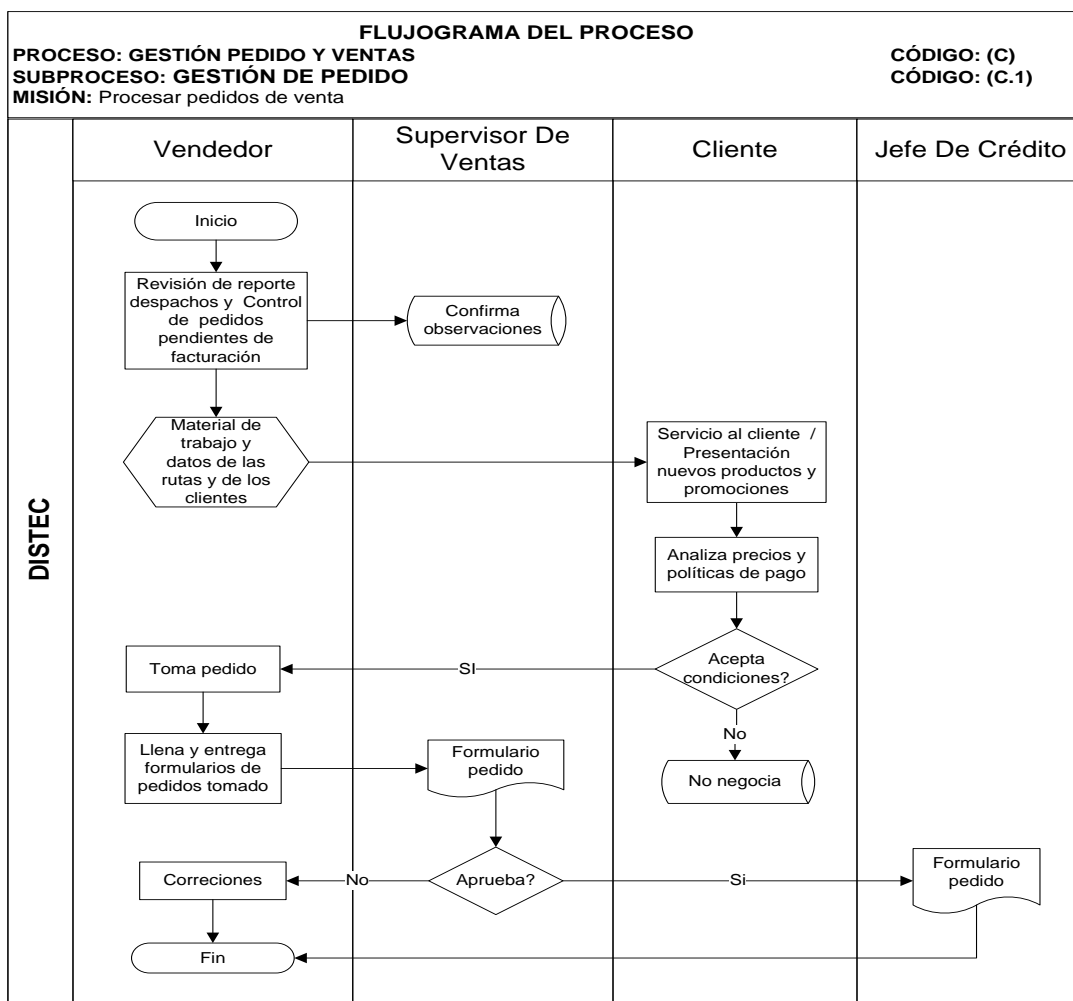 FLUJOGRAMA DEL PROCESO
PROCESO: GESTIÓN PEDIDO Y VENTAS
CÓDIGO: (C)
SUBPROCESO: GESTIÓN DE PEDIDO
CÓDIGO: (C.1)
MISIÓN: Procesar pedidos de venta
DISTEC
Vendedor
Supervisor De
Ventas
Cliente
Jefe De Crédito
Inicio
Revisión de reporte
despachos y Control
de pedidos
pendientes de
facturación
Confirma
observaciones
Material de
trabajo y
datos de las
rutas y de los
clientes
Servicio al cliente /
Presentación
nuevos productos y
promociones
Analiza precios y
políticas de pago
Acepta
condiciones?
SI
Toma pedido
No
No negocia
Llena y entrega
formularios de
pedidos tomado
Formulario
pedido
Aprueba?
No
Correciones
Si
Formulario
pedido
Fin